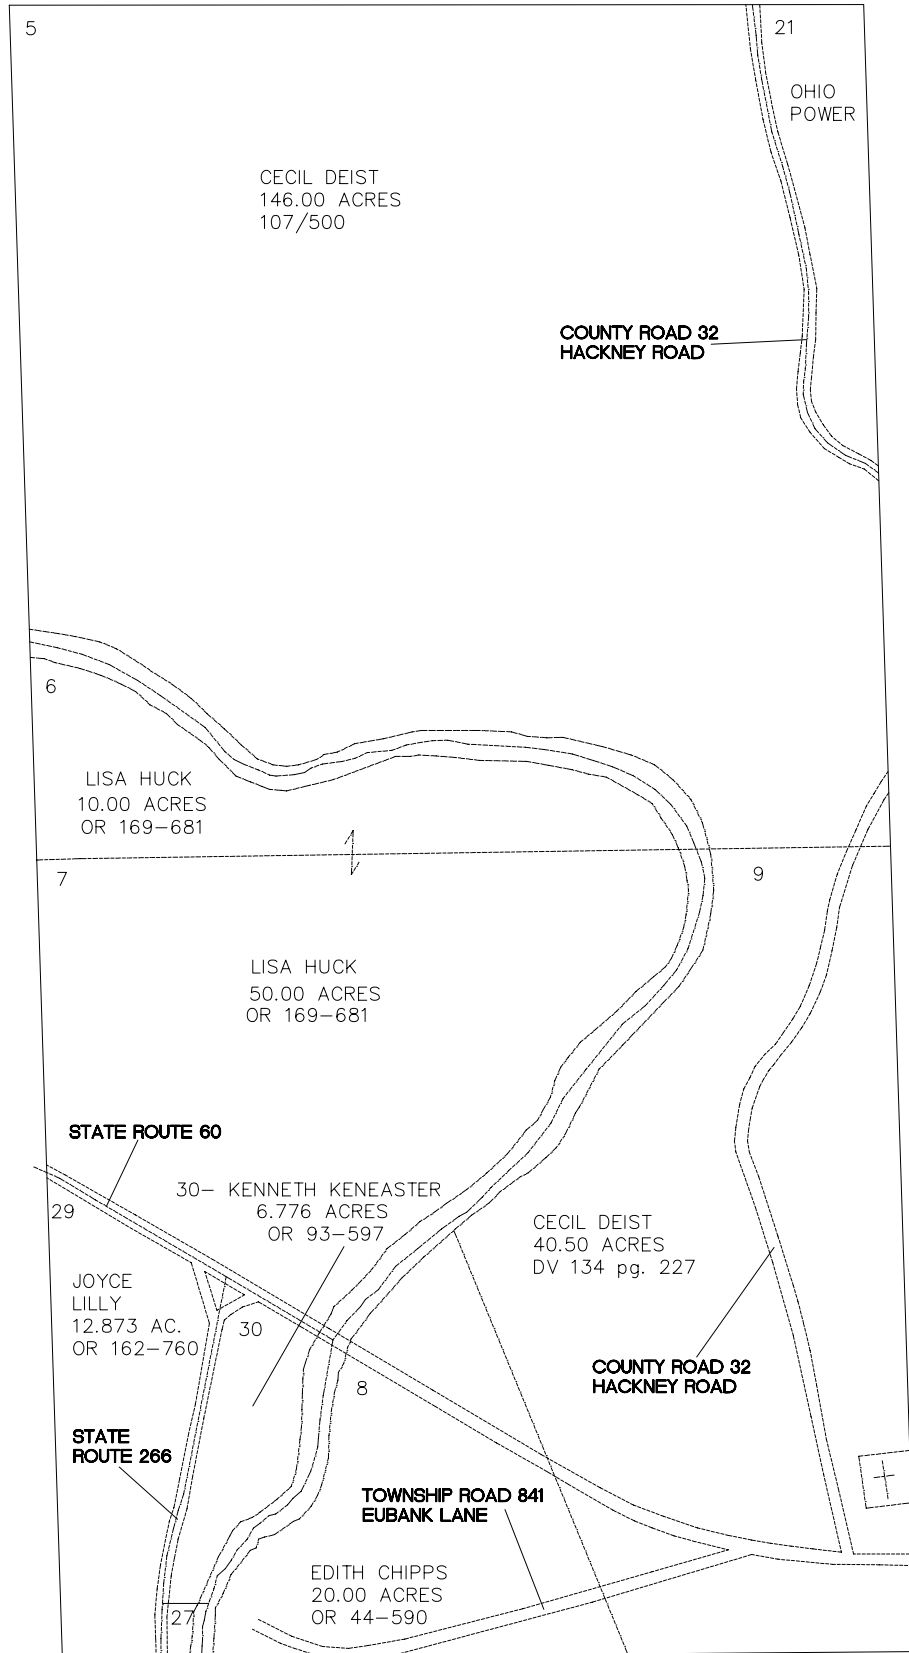 5
21
OHIO
POWER
CECIL DEIST
146.00 ACRES
107/500
COUNTY ROAD 32
HACKNEY ROAD
6
LISA HUCK
10.00 ACRES
OR 169-681
7
9
LISA HUCK
50.00 ACRES
OR 169-681
STATE ROUTE 60
30- KENNETH KENEASTER
6.776 ACRES
OR 93-597
29
CECIL DEIST
40.50 ACRES
DV 134 pg. 227
JOYCE
LILLY
12.873 AC.
OR 162-760
30
COUNTY ROAD 32
HACKNEY ROAD
8
STATE
ROUTE 266
TOWNSHIP ROAD 841
EUBANK LANE
EDITH CHIPPS
20.00 ACRES
OR 44-590
27